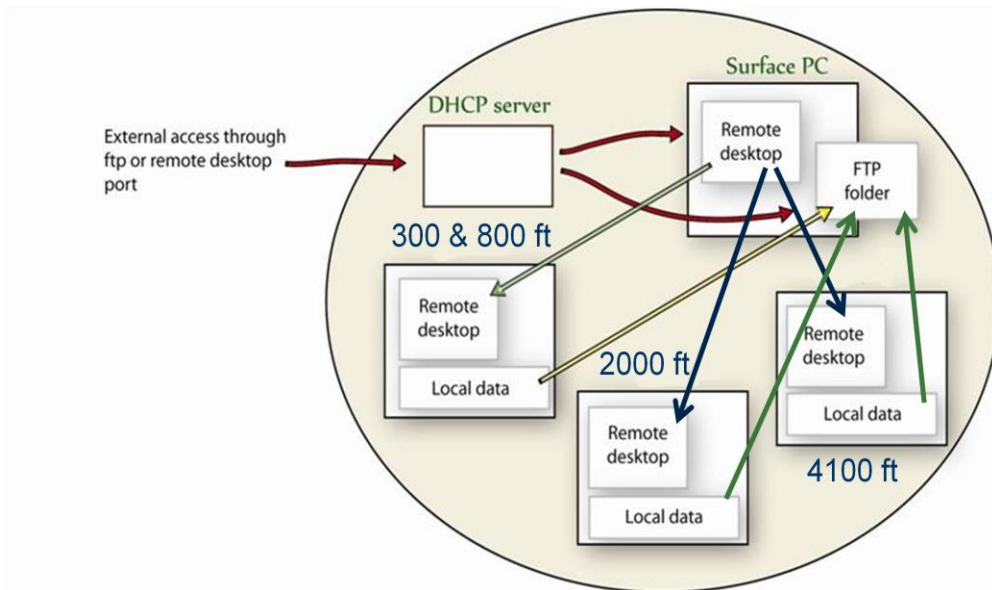 Surface PC
DHCP server
External access through
ftp or remote desktop
port
Remote
desktop
FTP
folder
300 & 800 ft
Remote
desktop
Local data
2000 ft
Remote
desktop
Local data
Remote
desktop
Local data
4100 ft